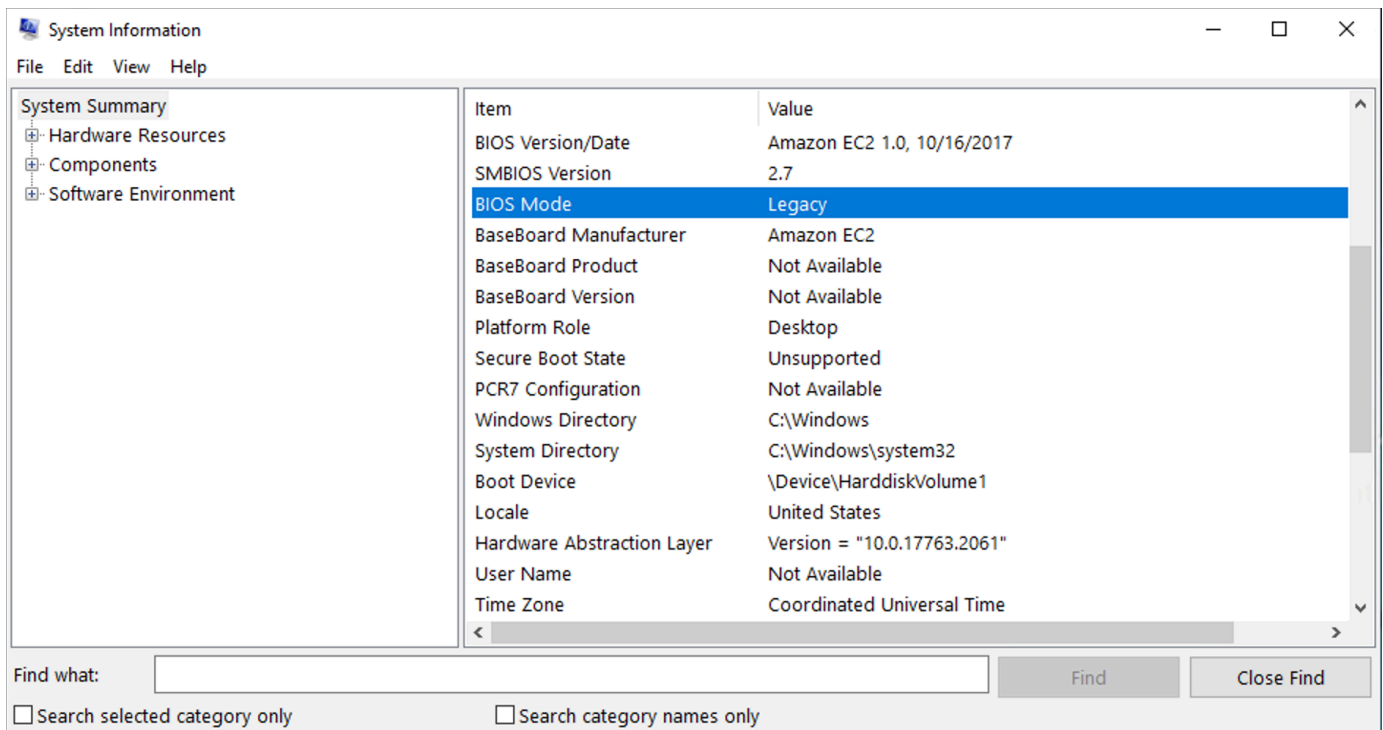 System Information
File Edit View Help
System Summary
Hardware Resources
Components
Software Environment
Item Value
BIOS Version/Date Amazon EC2 1.0, 10/16/2017
SMBIOS Version 2.7
BIOS Mode Legacy
BaseBoard Manufacturer Amazon EC2
BaseBoard Product Not Available
BaseBoard Version Not Available
Platform Role Desktop
Secure Boot State Unsupported
PCR7 Configuration Not Available
Windows Directory C:\Windows
System Directory C:\Windows\system32
Boot Device \Device\HarddiskVolume1
Locale United States
Hardware Abstraction Layer Version = "10.0.17763.2061"
User Name Not Available
Time Zone Coordinated Universal Time
Find what: Find Close Find
Search selected category only Search category names only